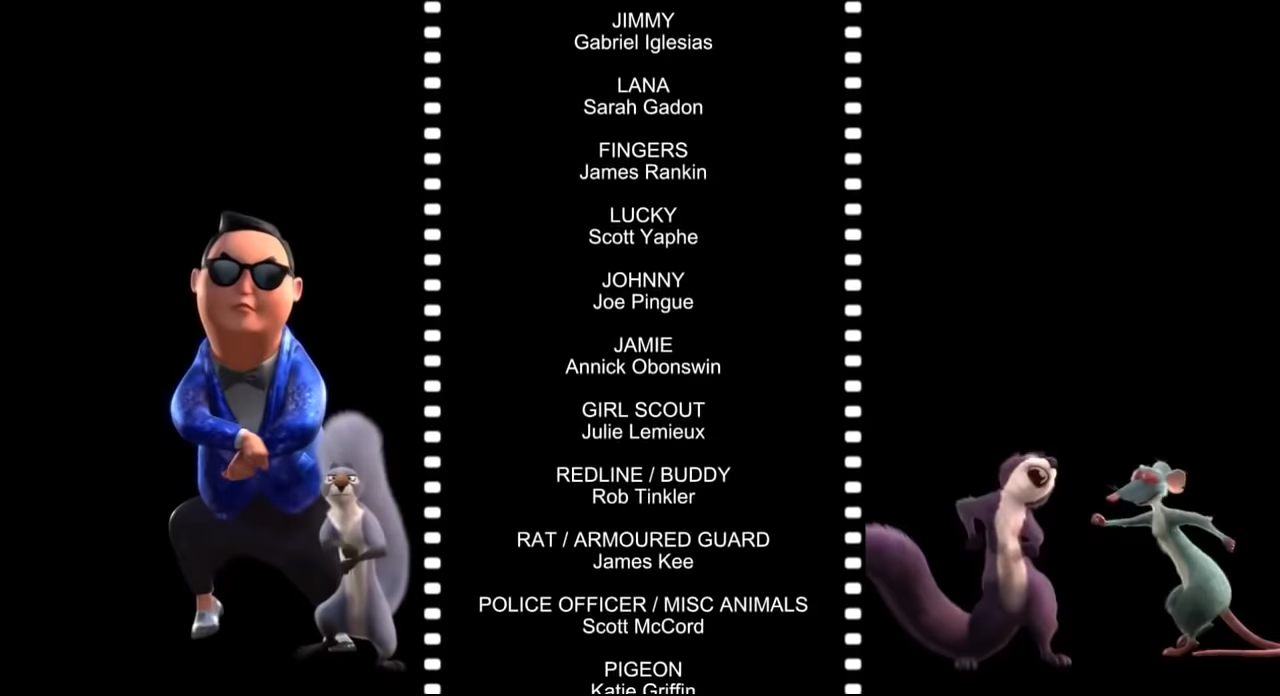 JIMMY
Gabriel Iglesias
LANA
Sarah Gadon
FINGERS
James Rankin
LUCKY
Scott Yaphe
JOHNNY
Joe Pingue
JAMIE
Annick Obonswin
GIRL SCOUT
Julie Lemieux
REDLINE / BUDDY
Rob Tinkler
RAT / ARMOURED GUARD
James Kee
POLICE OFFICER / MISC ANIMALS
Scott McCord
PIGEON
Katie Griffin